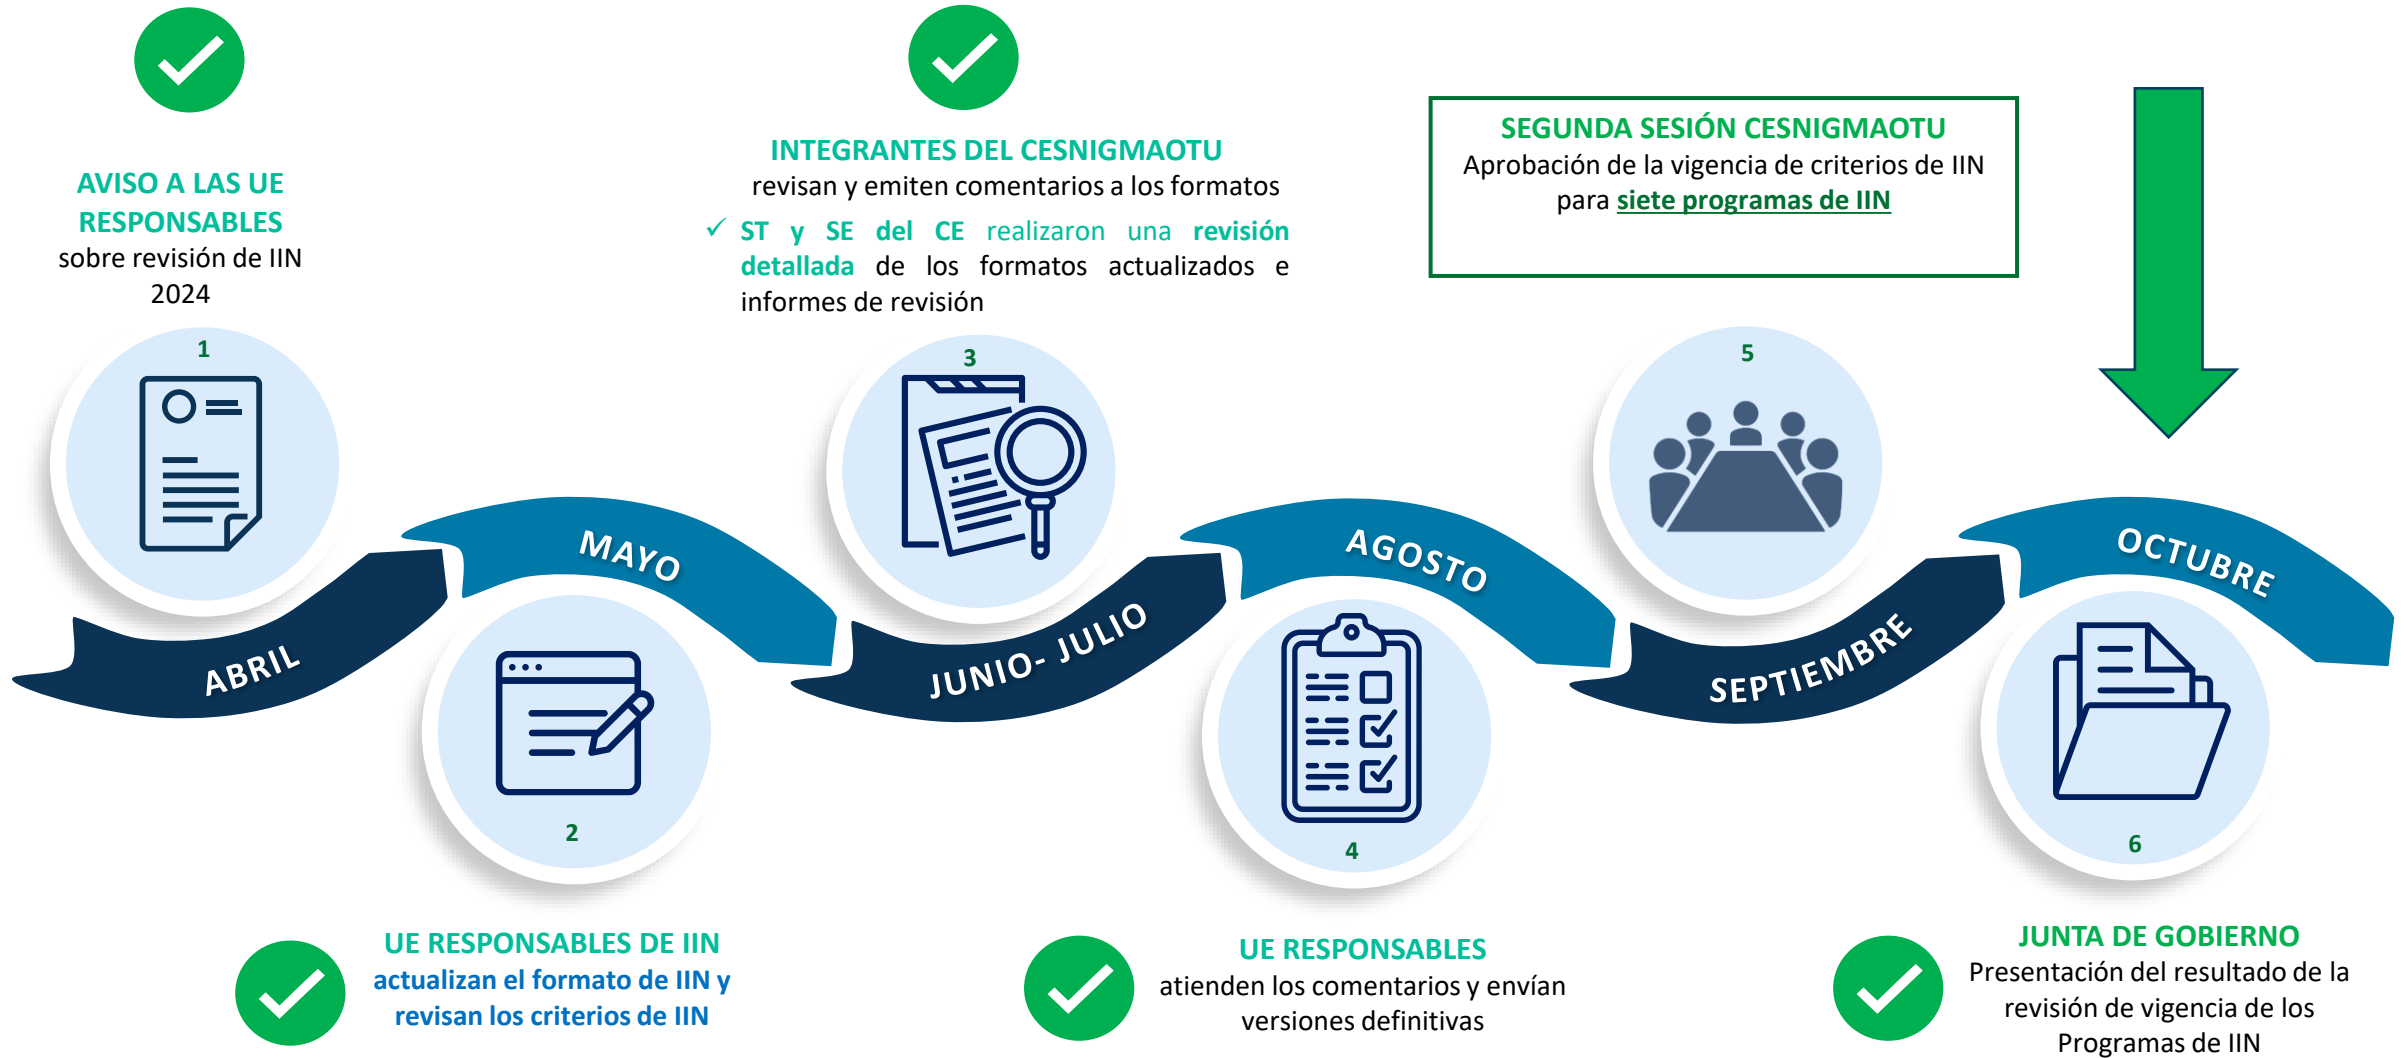 AVISO A LAS UE
RESPONSABLES
sobre revisión de IIN
2024
1
ABRIL
MAYO
2
UE RESPONSABLES DE IIN
actualizan el formato de IIN y
revisan los criterios de IIN
INTEGRANTES DEL CESNIGMAOTU
revisan y emiten comentarios a los formatos
✓ ST y SE del CE realizaron una revisión
detallada de los formatos actualizados e
informes de revisión
3
JUNIO- JULIO
AGOSTO
4
UE RESPONSABLES
atienden los comentarios y envían
versiones definitivas
SEGUNDA SESIÓN CESNIGMAOTU
Aprobación de la vigencia de criterios de IIN
para siete programas de IIN
5
SEPTIEMBRE
OCTUBRE
6
JUNTA DE GOBIERNO
Presentación del resultado de la
revisión de vigencia de los
Programas de IIN